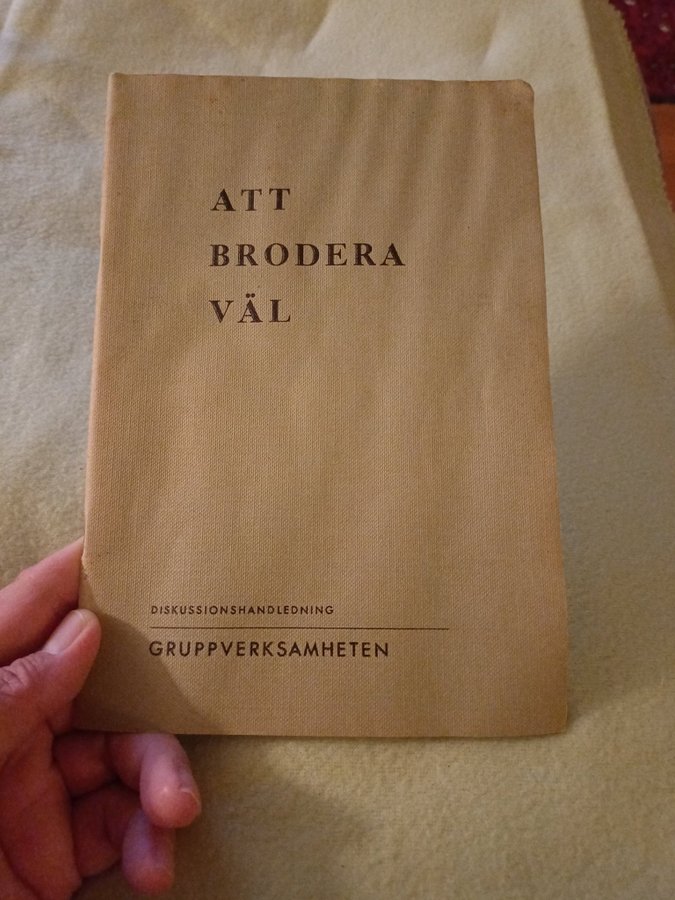 ATT
BRODERA
VÄL
DISKUSSIONSHANDLEDNING
GRUPPVERKSAMHETEN